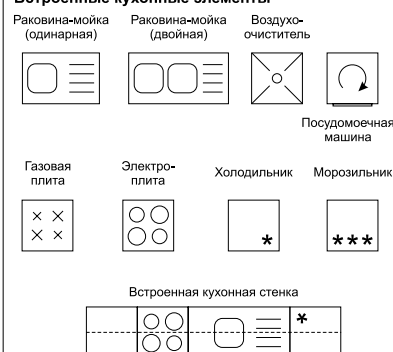 Встроенные кухонные элементы
Раковина-мойка
(одинарная)
Раковина-мойка
(двойная)
Воздухо-
очиститель
Посудомоечная
машина
Газовая
плита
Электро-
плита
Холодильник
Морозильник
Встроенная кухонная стенка